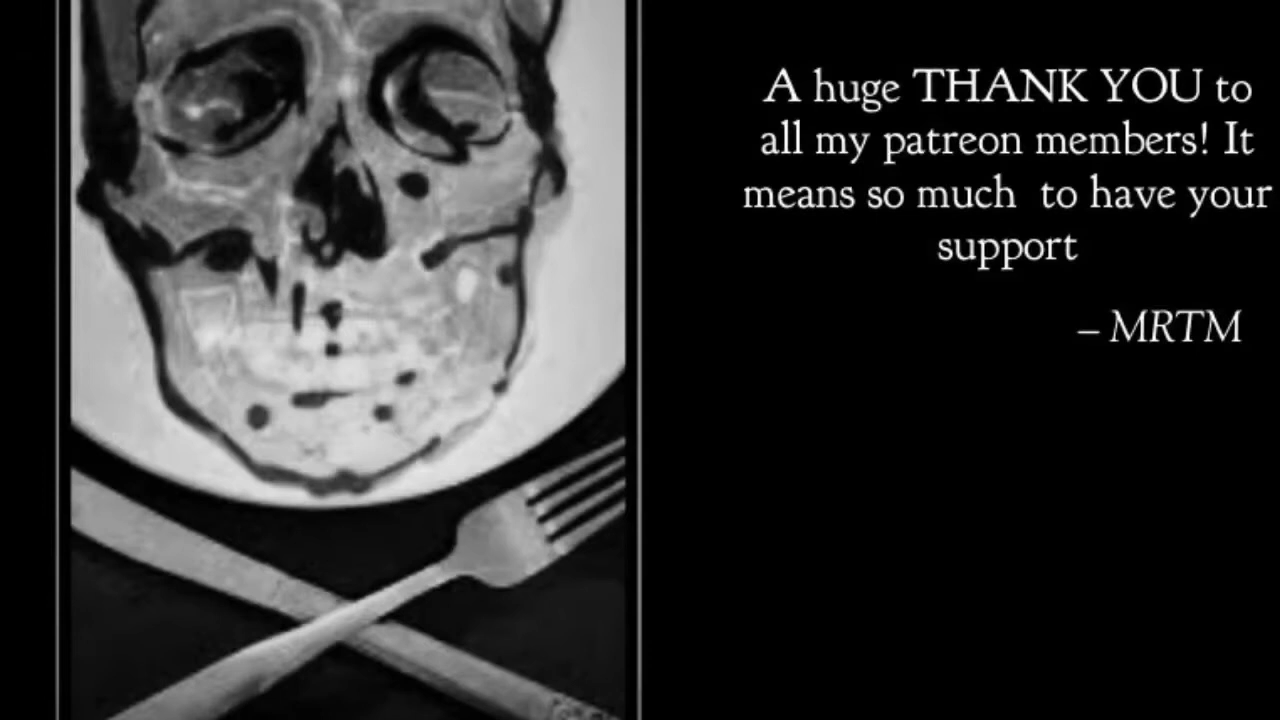 A huge THANK YOU to
all my patreon members! It
means so much to have your
support
– MRTM